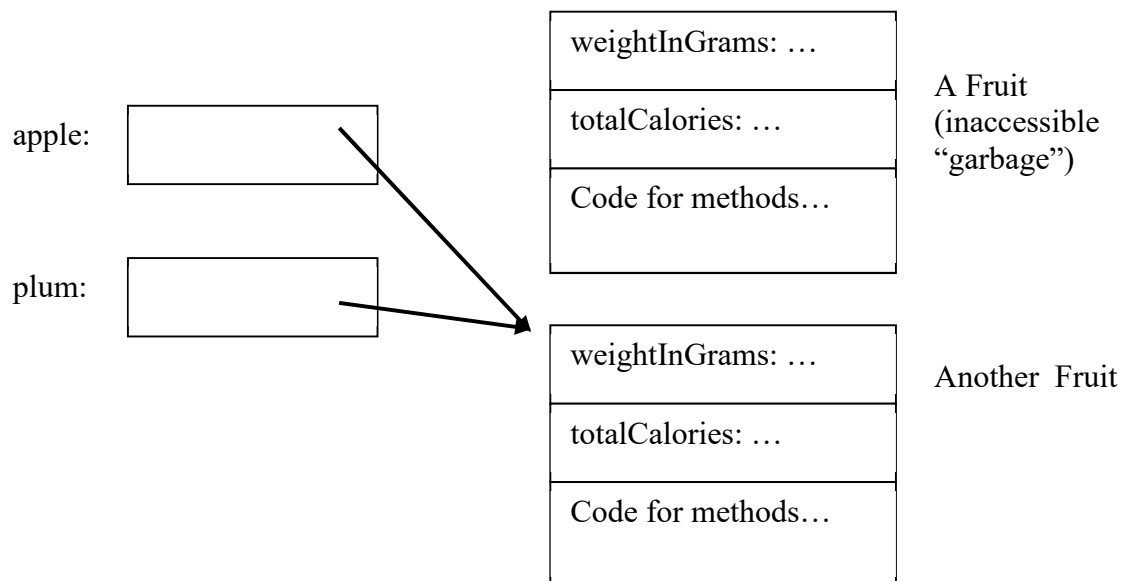 weightInGrams: …
A Fruit
(inaccessible
“garbage”)
apple:
totalCalories: …
Code for methods…
plum:
weightInGrams: …
Another  Fruit
totalCalories: …
Code for methods…